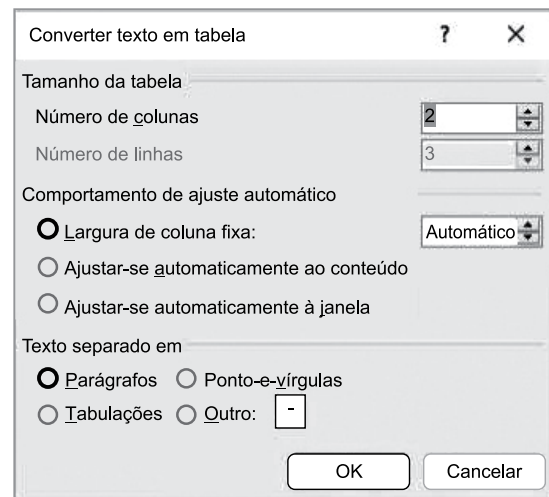 Converter texto em tabela ? ×
Tamanho da tabela
Número de colunas 2
Número de linhas 3
Comportamento de ajuste automático
Largura de coluna fixa: Automático
Ajustar-se automaticamente ao conteúdo
Ajustar-se automaticamente à janela
Texto separado em
Parágrafos Ponto-e-vírgulas
Tabulações Outro: -
OK Cancelar